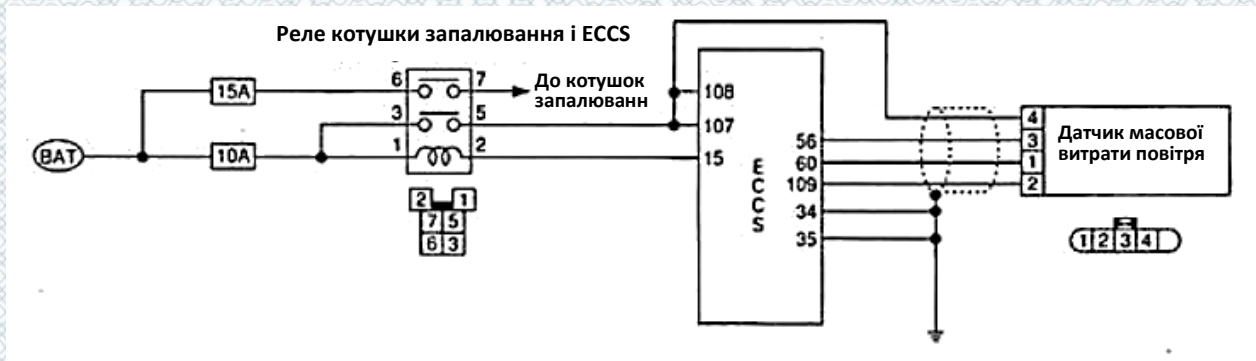 Реле котушки запалювання і ECCS
15A
6
7
До котушок
запалюванн
3
5
BAT
10A
1
2
2 1
7 5
6 3
108
107
15
ECCS
56
60
109
34
35
4
3
1
2
Датчик масової
витрати повітря
1 2 3 4